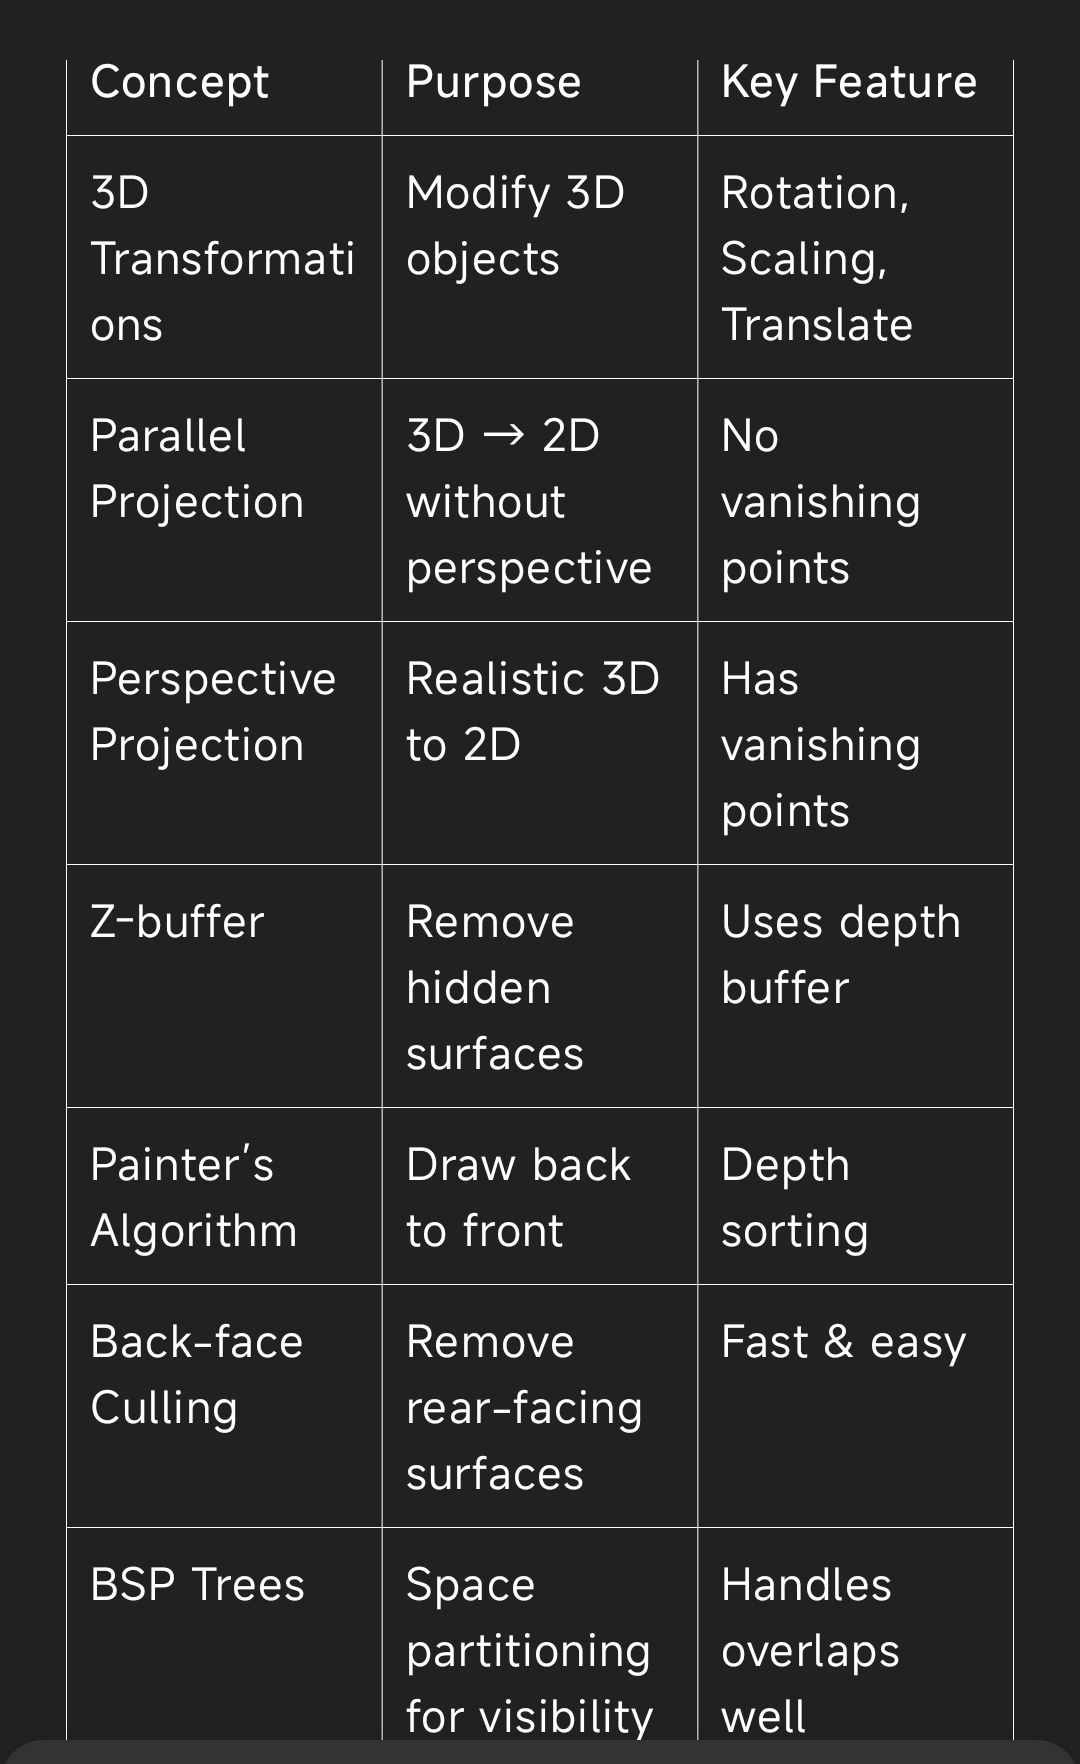 Concept
Purpose
Key Feature
3D
Transformati
ons
Modify 3D
objects
Rotation,
Scaling,
Translate
Parallel
Projection
3D → 2D
without
perspective
No
vanishing
points
Perspective
Projection
Realistic 3D
to 2D
Has
vanishing
points
Z-buffer
Remove
hidden
surfaces
Uses depth
buffer
Painter’s
Algorithm
Draw back
to front
Depth
sorting
Back-face
Culling
Remove
rear-facing
surfaces
Fast & easy
BSP Trees
Space
partitioning
for visibility
Handles
overlaps
well